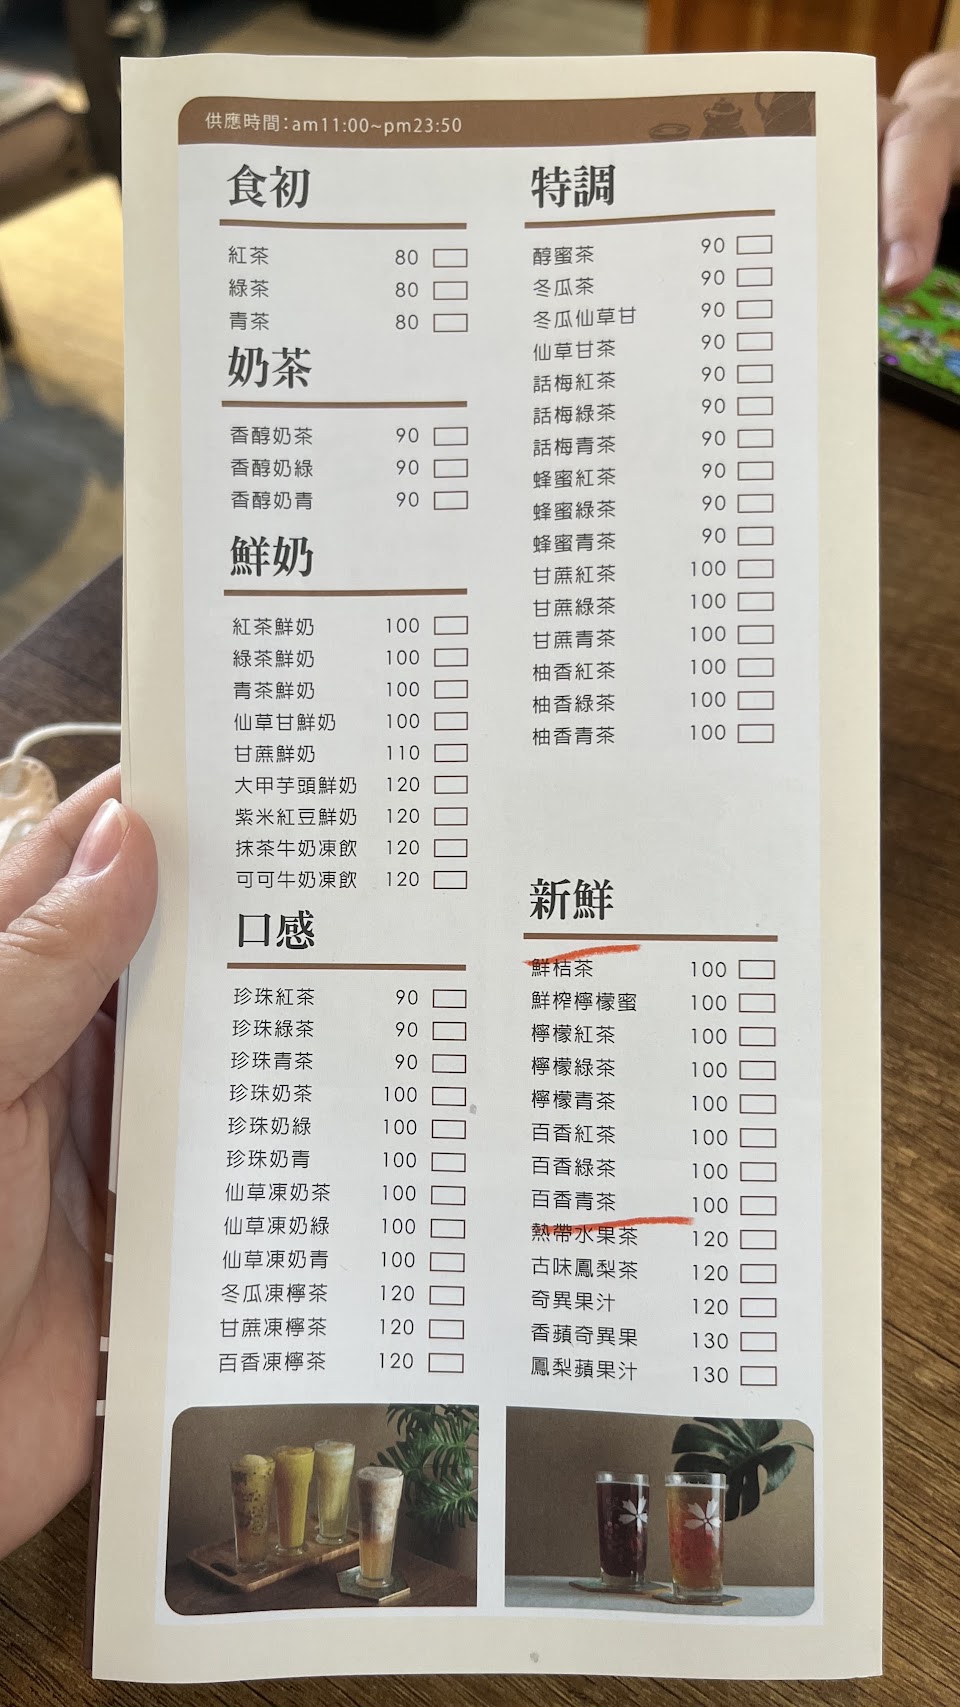 供應時間:am11:00~pm23:50
食初
紅茶 80
綠茶 80
青茶 80
奶茶
香醇奶茶 90
香醇奶綠 90
香醇奶青 90
鮮奶
紅茶鮮奶 100
綠茶鮮奶 100
青茶鮮奶 100
仙草甘鮮奶 100
甘蔗鮮奶 110
大甲芋頭鮮奶 120
紫米紅豆鮮奶 120
抹茶牛奶凍飲 120
可可牛奶凍飲 120
口感
珍珠紅茶 90
珍珠綠茶 90
珍珠青茶 90
珍珠奶茶 100
珍珠奶綠 100
珍珠奶青 100
仙草凍奶茶 100
仙草凍奶綠 100
仙草凍奶青 100
冬瓜凍檸茶 120
甘蔗凍檸茶 120
百香凍檸茶 120
特調
醇蜜茶 90
冬瓜茶 90
冬瓜仙草甘 90
仙草甘茶 90
話梅紅茶 90
話梅綠茶 90
話梅青茶 90
蜂蜜紅茶 90
蜂蜜綠茶 90
蜂蜜青茶 90
甘蔗紅茶 100
甘蔗綠茶 100
甘蔗青茶 100
柚香紅茶 100
柚香綠茶 100
柚香青茶 100
新鮮
鮮桔茶 100
鮮榨檸檬蜜 100
檸檬紅茶 100
檸檬綠茶 100
檸檬青茶 100
百香紅茶 100
百香綠茶 100
百香青茶 100
熱帶水果茶 120
古味鳳梨茶 120
奇異果汁 120
香蘋奇異果 130
鳳梨蘋果汁 130